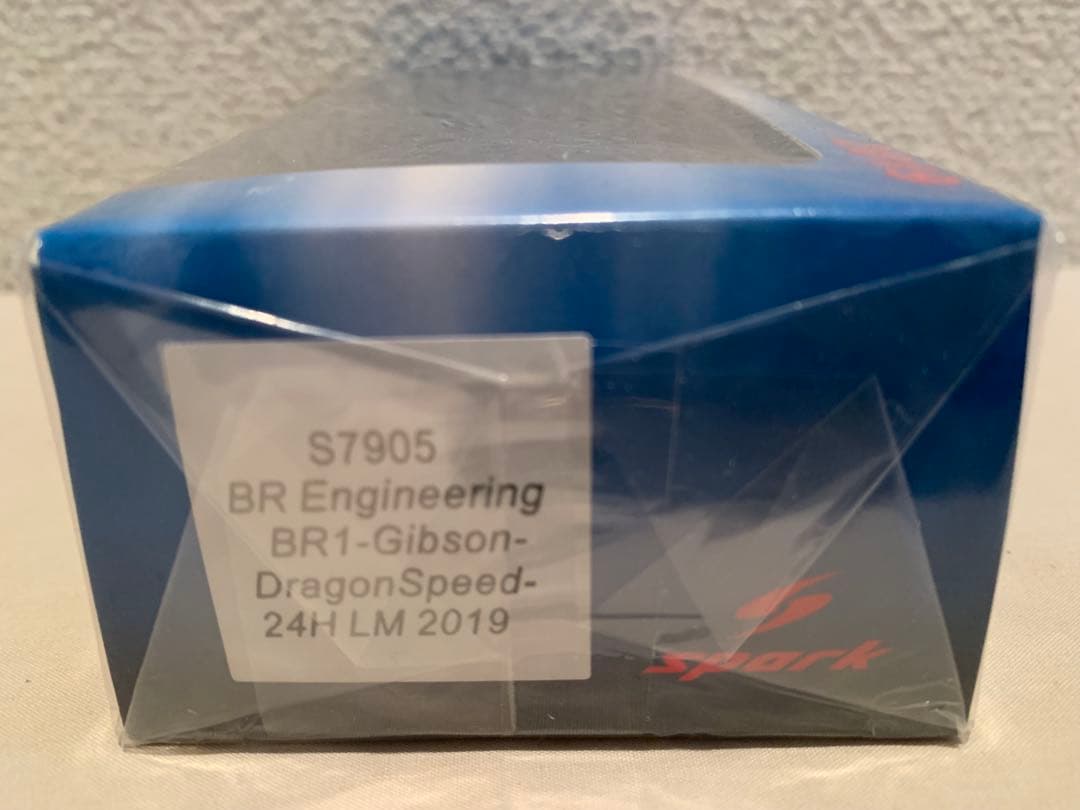 S7905
BR Engineering
BR1-Gibson-
DragonSpeed-
24H LM 2019
spark